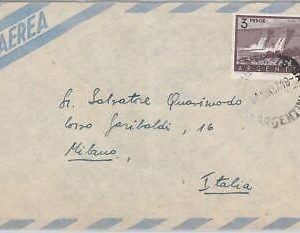 AEREA
3 PESOS
ARGENTINA
Sr. Salvatore Quasimodo
Corso Garibaldi, 16
Milano,
Italia